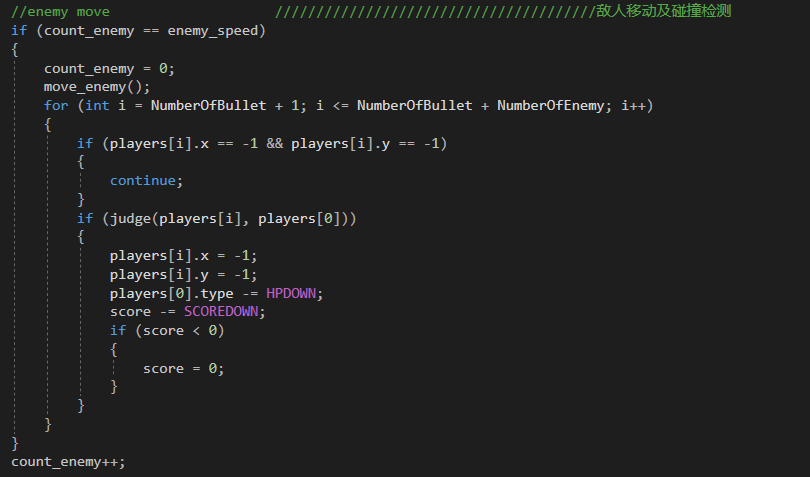 //enemy move                    ///////////////////////////////////////敌人移动及碰撞检测
if (count_enemy == enemy_speed)
{
    count_enemy = 0;
    move_enemy();
    for (int i = NumberOfBullet + 1; i <= NumberOfBullet + NumberOfEnemy; i++)
    {
        if (players[i].x == -1 && players[i].y == -1)
        {
            continue;
        }
        if (judge(players[i], players[0]))
        {
            players[i].x = -1;
            players[i].y = -1;
            players[0].type -= HPDOWN;
            score -= SCOREDOWN;
            if (score < 0)
            {
                score = 0;
            }
        }
    }
}
count_enemy++;